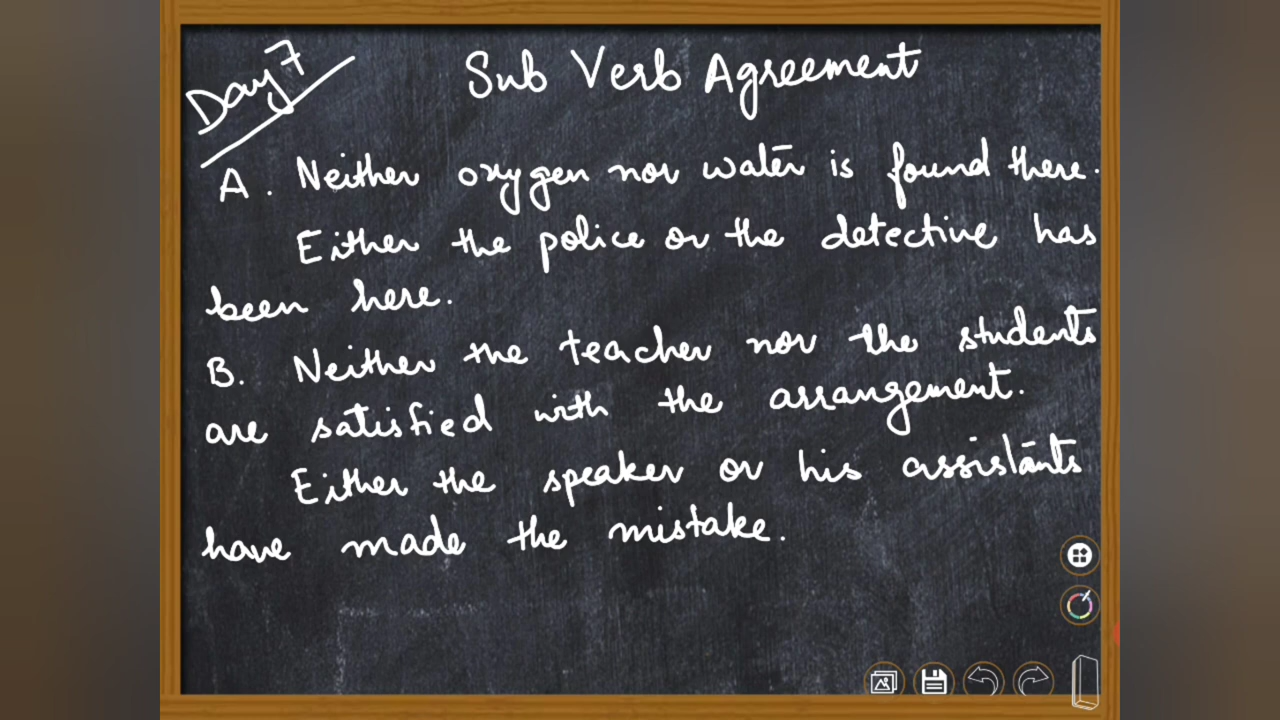 Day 7
Sub Verb Agreement
A. Neither oxygen nor water is found there.
Either the police or the detective has
been here.
B. Neither the teacher nor the students
are satisfied with the arrangement.
Either the speaker or his assistants
have made the mistake.